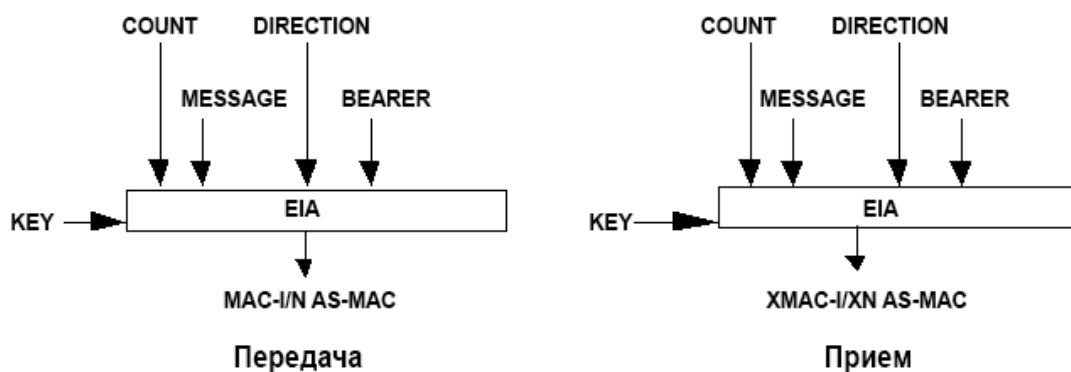 COUNT DIRECTION COUNT DIRECTION
MESSAGE BEARER MESSAGE BEARER
KEY EIA KEY EIA
MAC-I/N AS-MAC XMAC-I/XN AS-MAC
Передача Прием